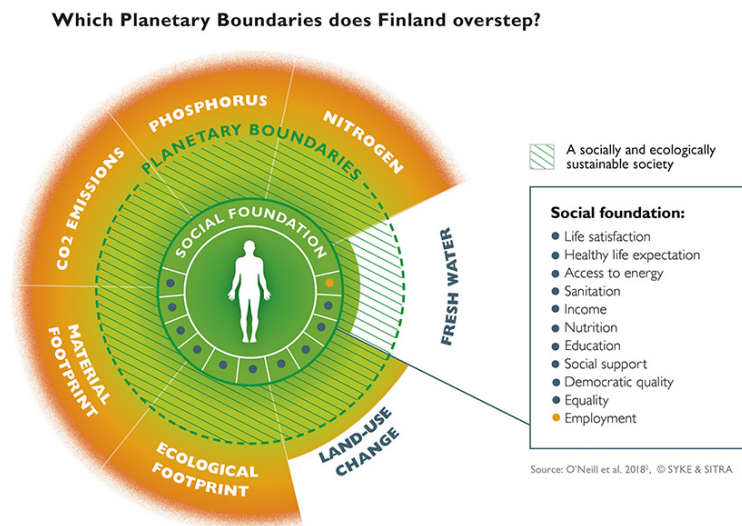 Which Planetary Boundaries does Finland overstep?
PHOSPHORUS
NITROGEN
PLANETARY BOUNDARIES
CO2 EMISSIONS
SOCIAL FOUNDATION
FRESH WATER
MATERIAL
FOOTPRINT
ECOLOGICAL
FOOTPRINT
LAND-USE
CHANGE
A socially and ecologically
sustainable society
Social foundation:
Life satisfaction
Healthy life expectation
Access to energy
Sanitation
Income
Nutrition
Education
Social support
Democratic quality
Equality
Employment
Source: O'Neill et al. 2018², © SYKE & SITRA